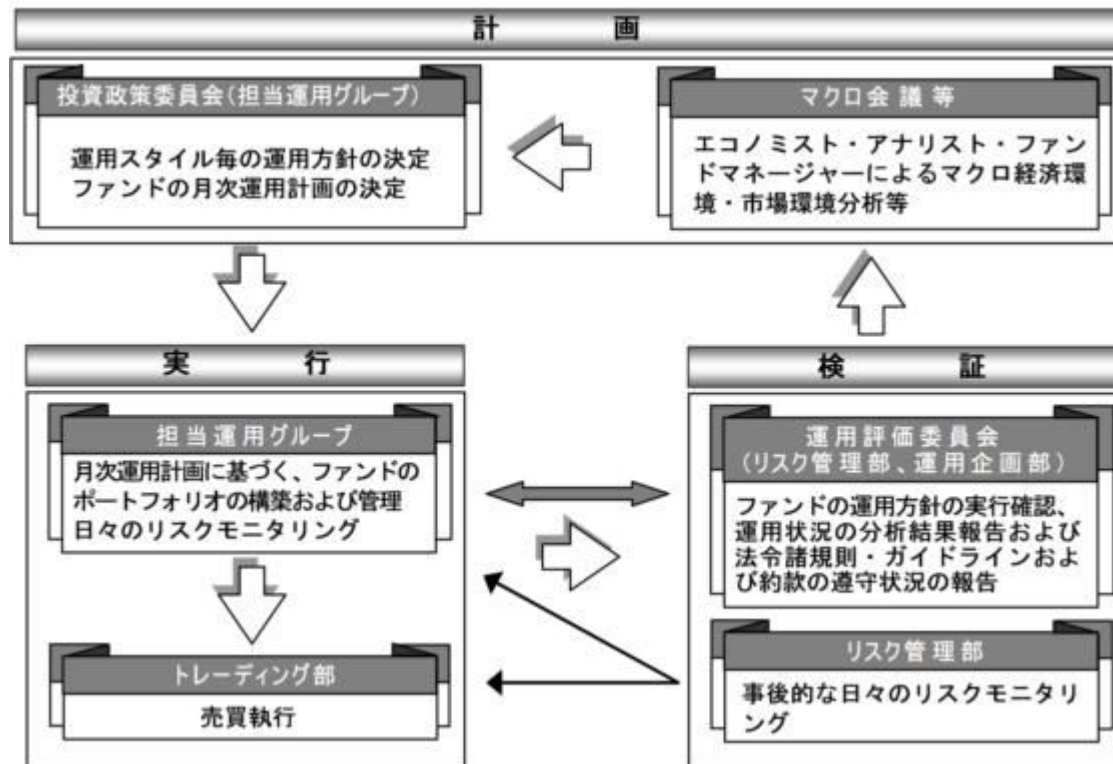 計画
投資政策委員会(担当運用グループ)
運用スタイル毎の運用方針の決定
ファンドの月次運用計画の決定
マクロ会議等
エコノミスト・アナリスト・ファン
ドマネージャーによるマクロ経済環
境・市場環境分析等
実行
担当運用グループ
月次運用計画に基づく、ファンドの
ポートフォリオの構築および管理
日々のリスクモニタリング
トレーディング部
売買執行
検証
運用評価委員会
(リスク管理部、運用企画部)
ファンドの運用方針の実行確認、
運用状況の分析結果報告および
法令諸規則・ガイドラインおよ
び約款の遵守状況の報告
リスク管理部
事後的な日々のリスクモニタリ
ング